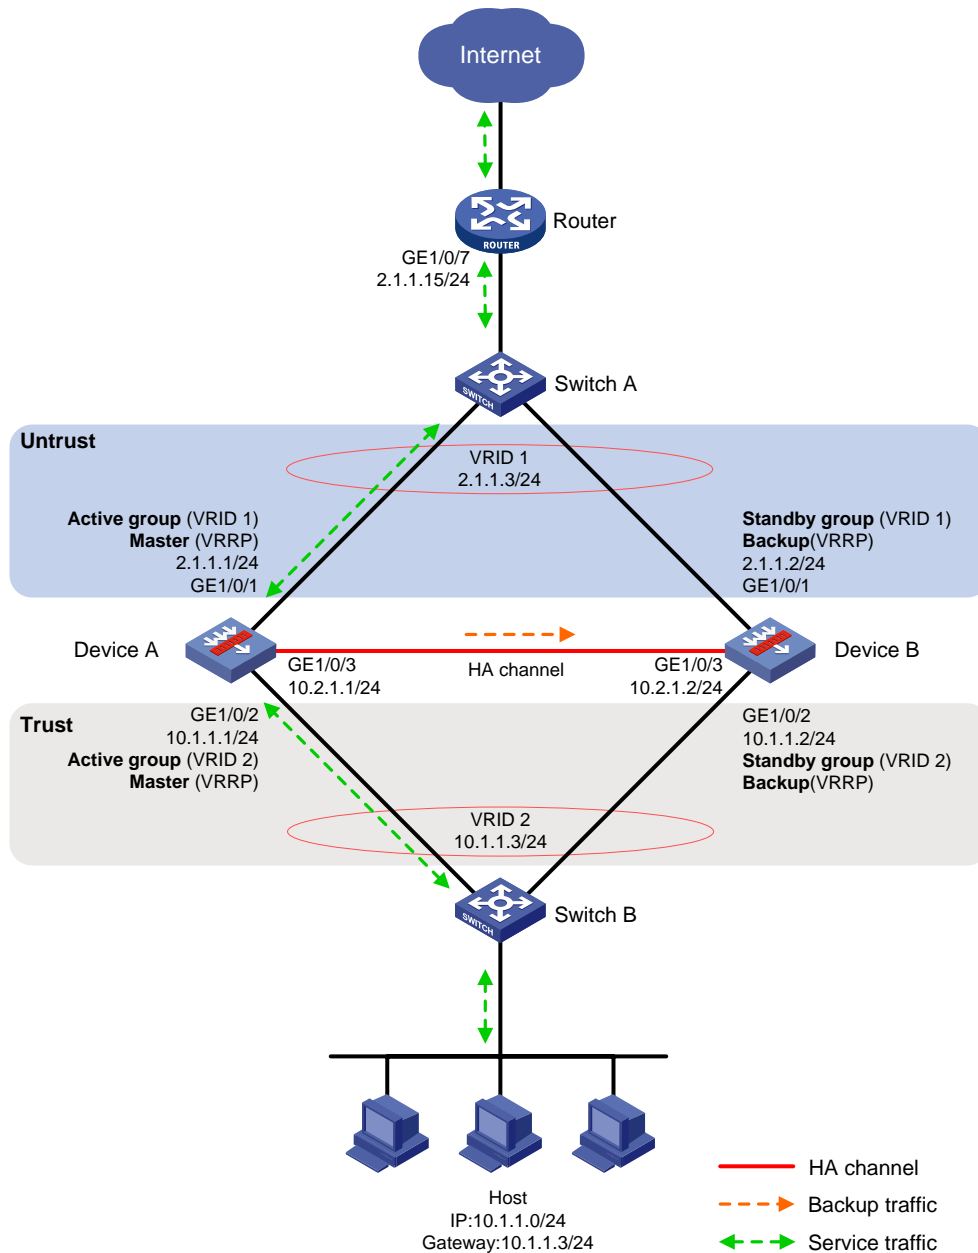 Internet
Router
ROUTER
GE1/0/7
2.1.1.15/24
Switch A
SWITCH
Untrust
VRID 1
2.1.1.3/24
Active group (VRID 1)
Master (VRRP)
2.1.1.1/24
GE1/0/1
Standby group (VRID 1)
Backup(VRRP)
2.1.1.2/24
GE1/0/1
Device A
GE1/0/3
10.2.1.1/24
HA channel
GE1/0/3
10.2.1.2/24
Device B
Trust
GE1/0/2
10.1.1.1/24
Active group (VRID 2)
Master (VRRP)
GE1/0/2
10.1.1.2/24
Standby group (VRID 2)
Backup(VRRP)
VRID 2
10.1.1.3/24
SWITCH
Switch B
Host
IP:10.1.1.0/24
Gateway:10.1.1.3/24
HA channel
Backup traffic
Service traffic